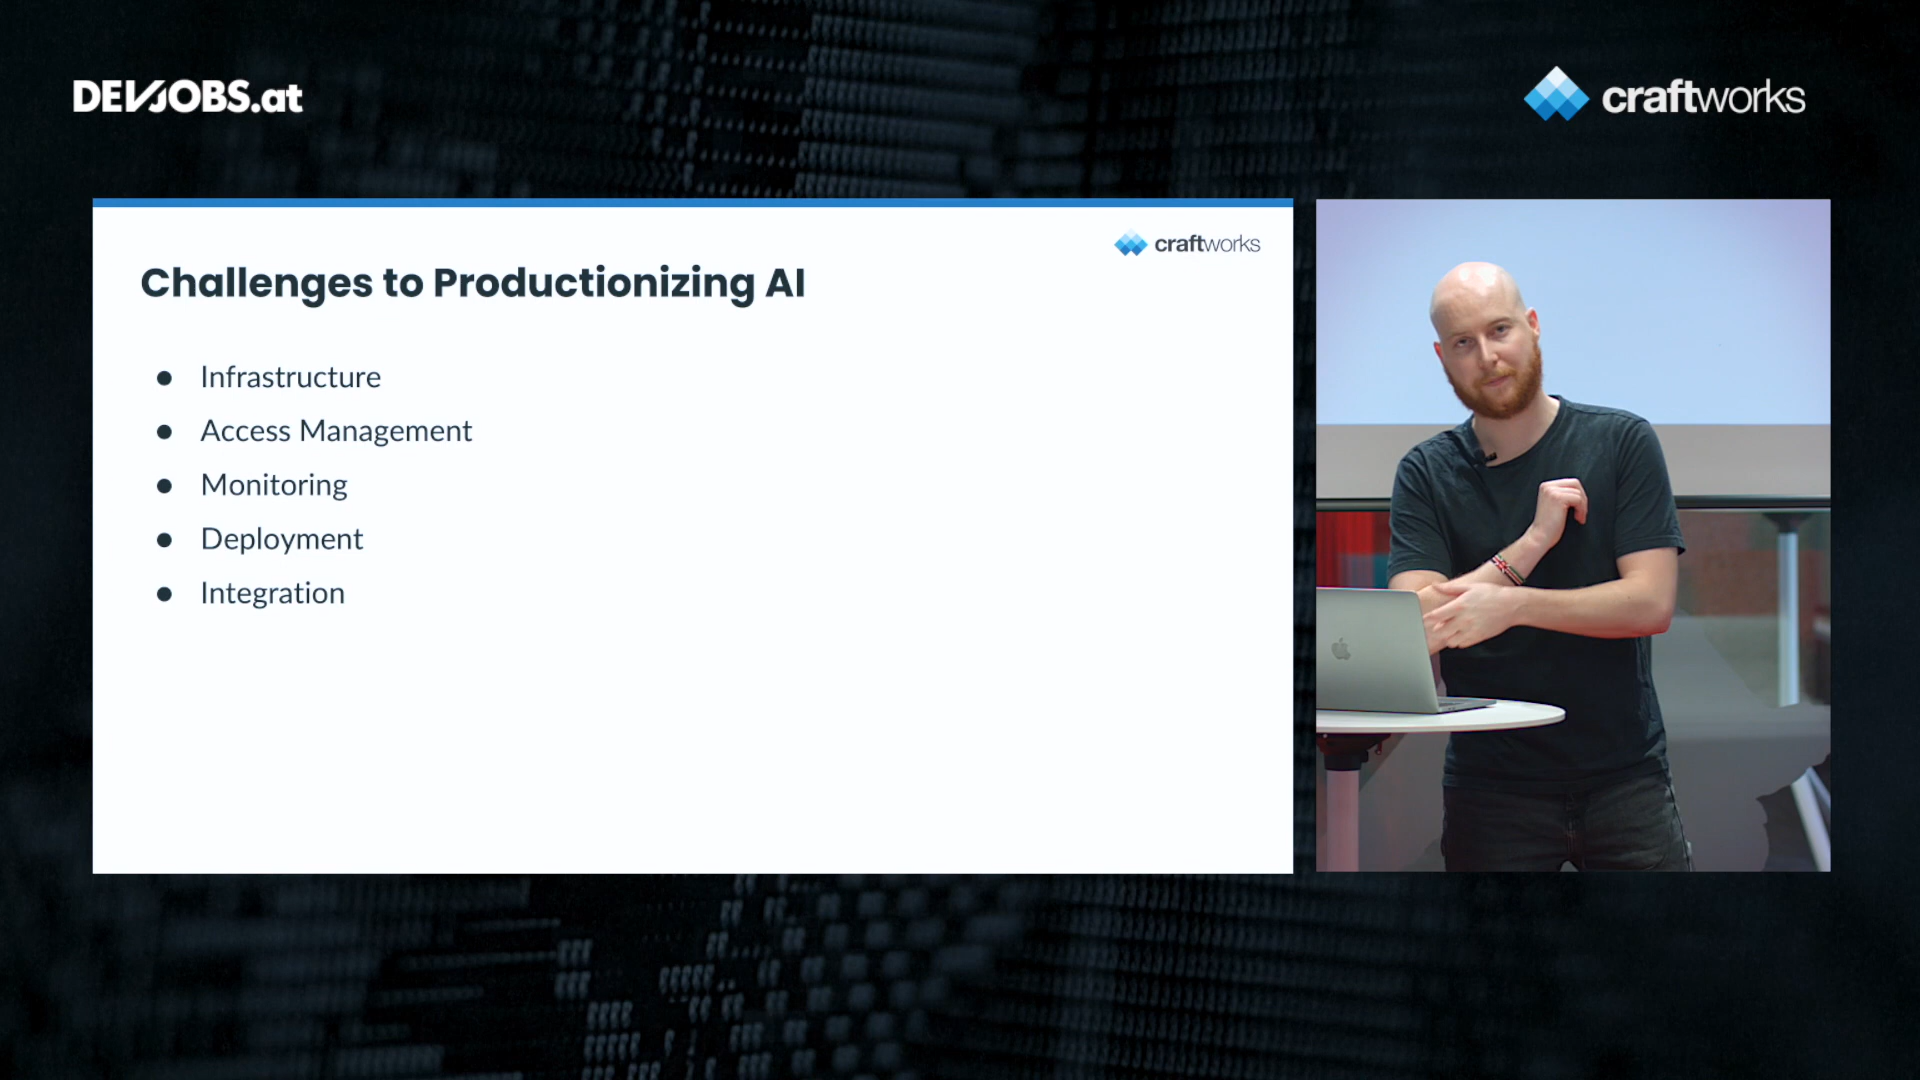 DEVJOBS.at
craftworks
craftworks
Challenges to Productionizing AI
● Infrastructure
● Access Management
● Monitoring
● Deployment
● Integration